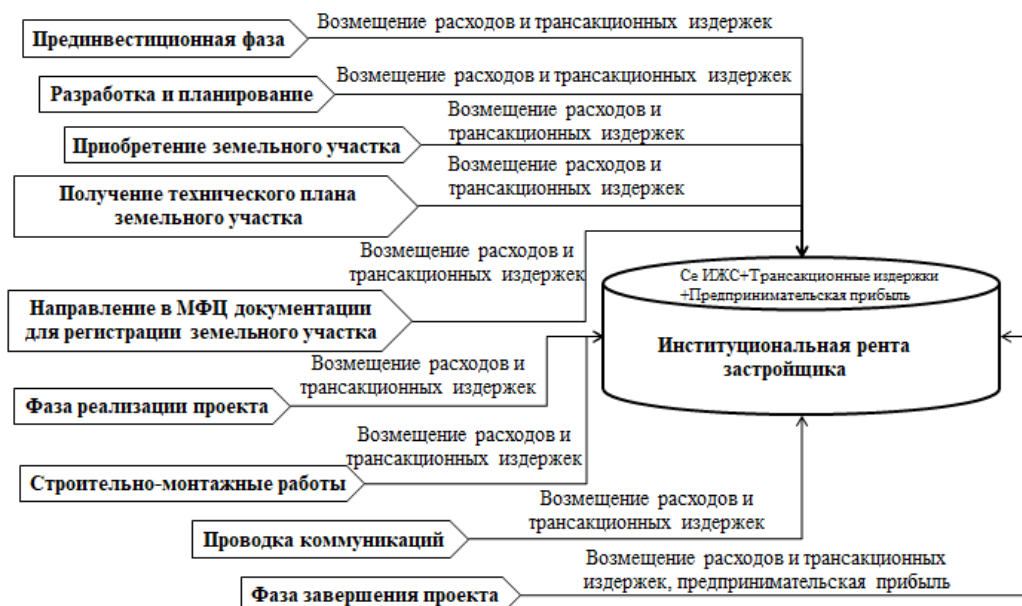 Возмещение расходов и трансакционных издержек
Прединвестиционная фаза
Возмещение расходов и трансакционных издержек
Разработка и планирование
Возмещение расходов и
трансакционных издержек
Приобретение земельного участка
Возмещение расходов и
трансакционных издержек
Получение технического плана
земельного участка
Возмещение расходов и
трансакционных издержек
Се ИЖС+Трансакционные издержки
+Предпринимательская прибыль
Институциональная рента
застройщика
Направление в МФЦ документации
для регистрации земельного участка
Возмещение расходов и
трансакционных издержек
Фаза реализации проекта
Возмещение расходов и
трансакционных издержек
Строительно-монтажные работы
Возмещение расходов и
трансакционных издержек
Проводка коммуникаций
Возмещение расходов и трансакционных
издержек, предпринимательская прибыль
Фаза завершения проекта